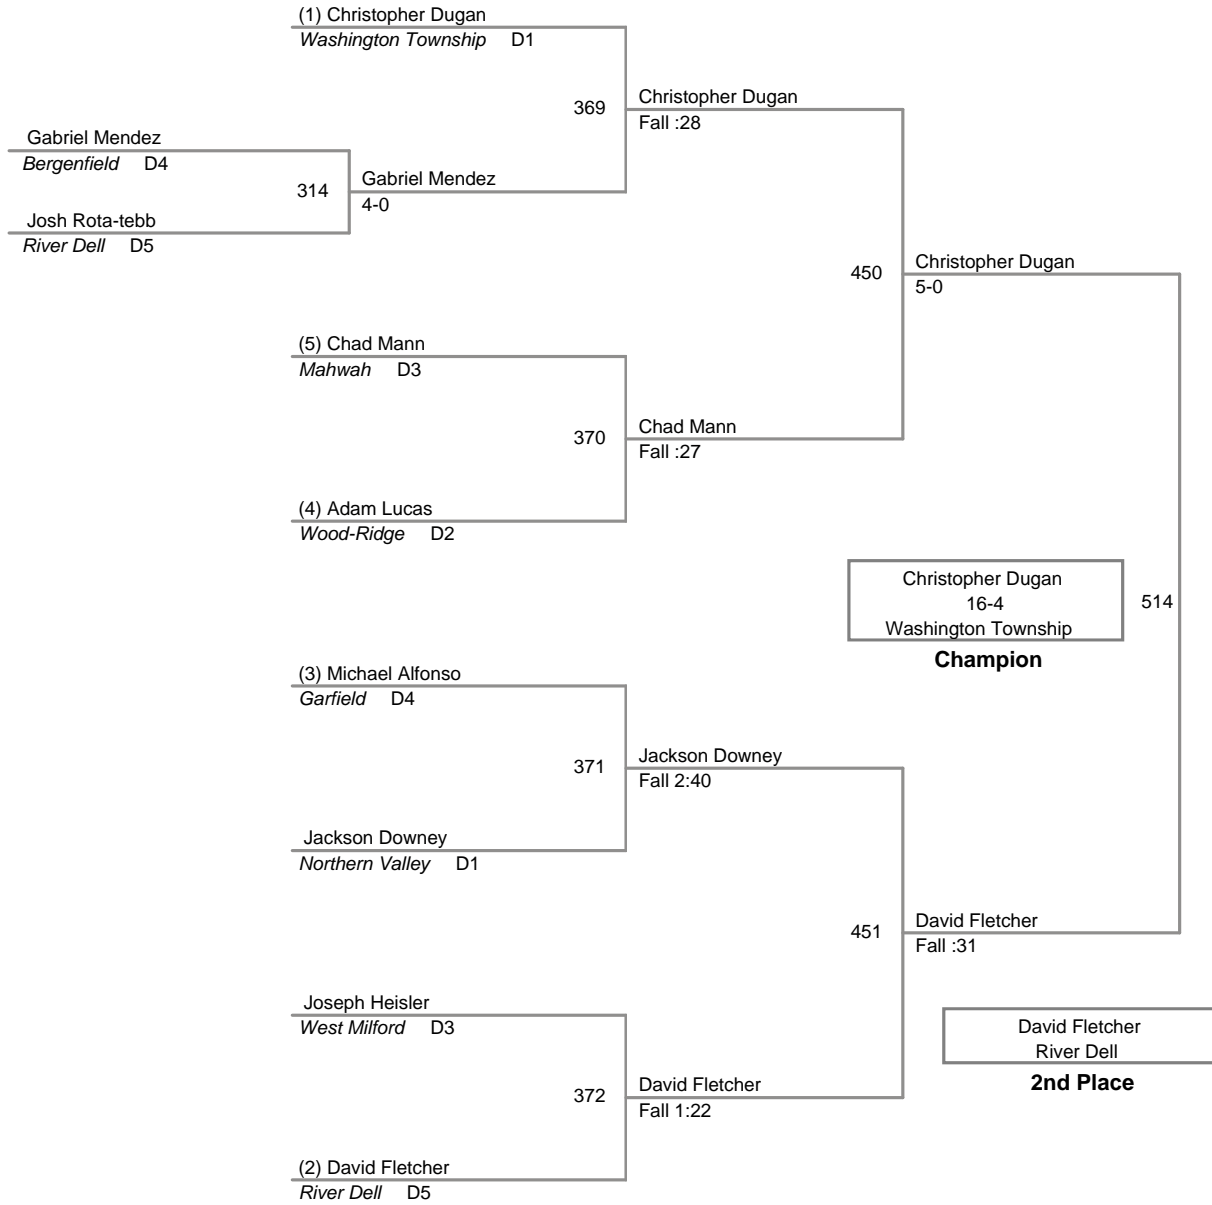 (1) Christopher Dugan
Washington Township D1
369
Christopher Dugan
Fall :28
Gabriel Mendez
Bergenfield D4
314
Gabriel Mendez
4-0
Josh Rota-tebb
River Dell D5
450
Christopher Dugan
5-0
(5) Chad Mann
Mahwah D3
370
Chad Mann
Fall :27
(4) Adam Lucas
Wood-Ridge D2
Christopher Dugan
16-4
Washington Township
Champion
514
(3) Michael Alfonso
Garfield D4
371
Jackson Downey
Fall 2:40
Jackson Downey
Northern Valley D1
451
David Fletcher
Fall :31
Joseph Heisler
West Milford D3
David Fletcher
River Dell
2nd Place
372
David Fletcher
Fall 1:22
(2) David Fletcher
River Dell D5